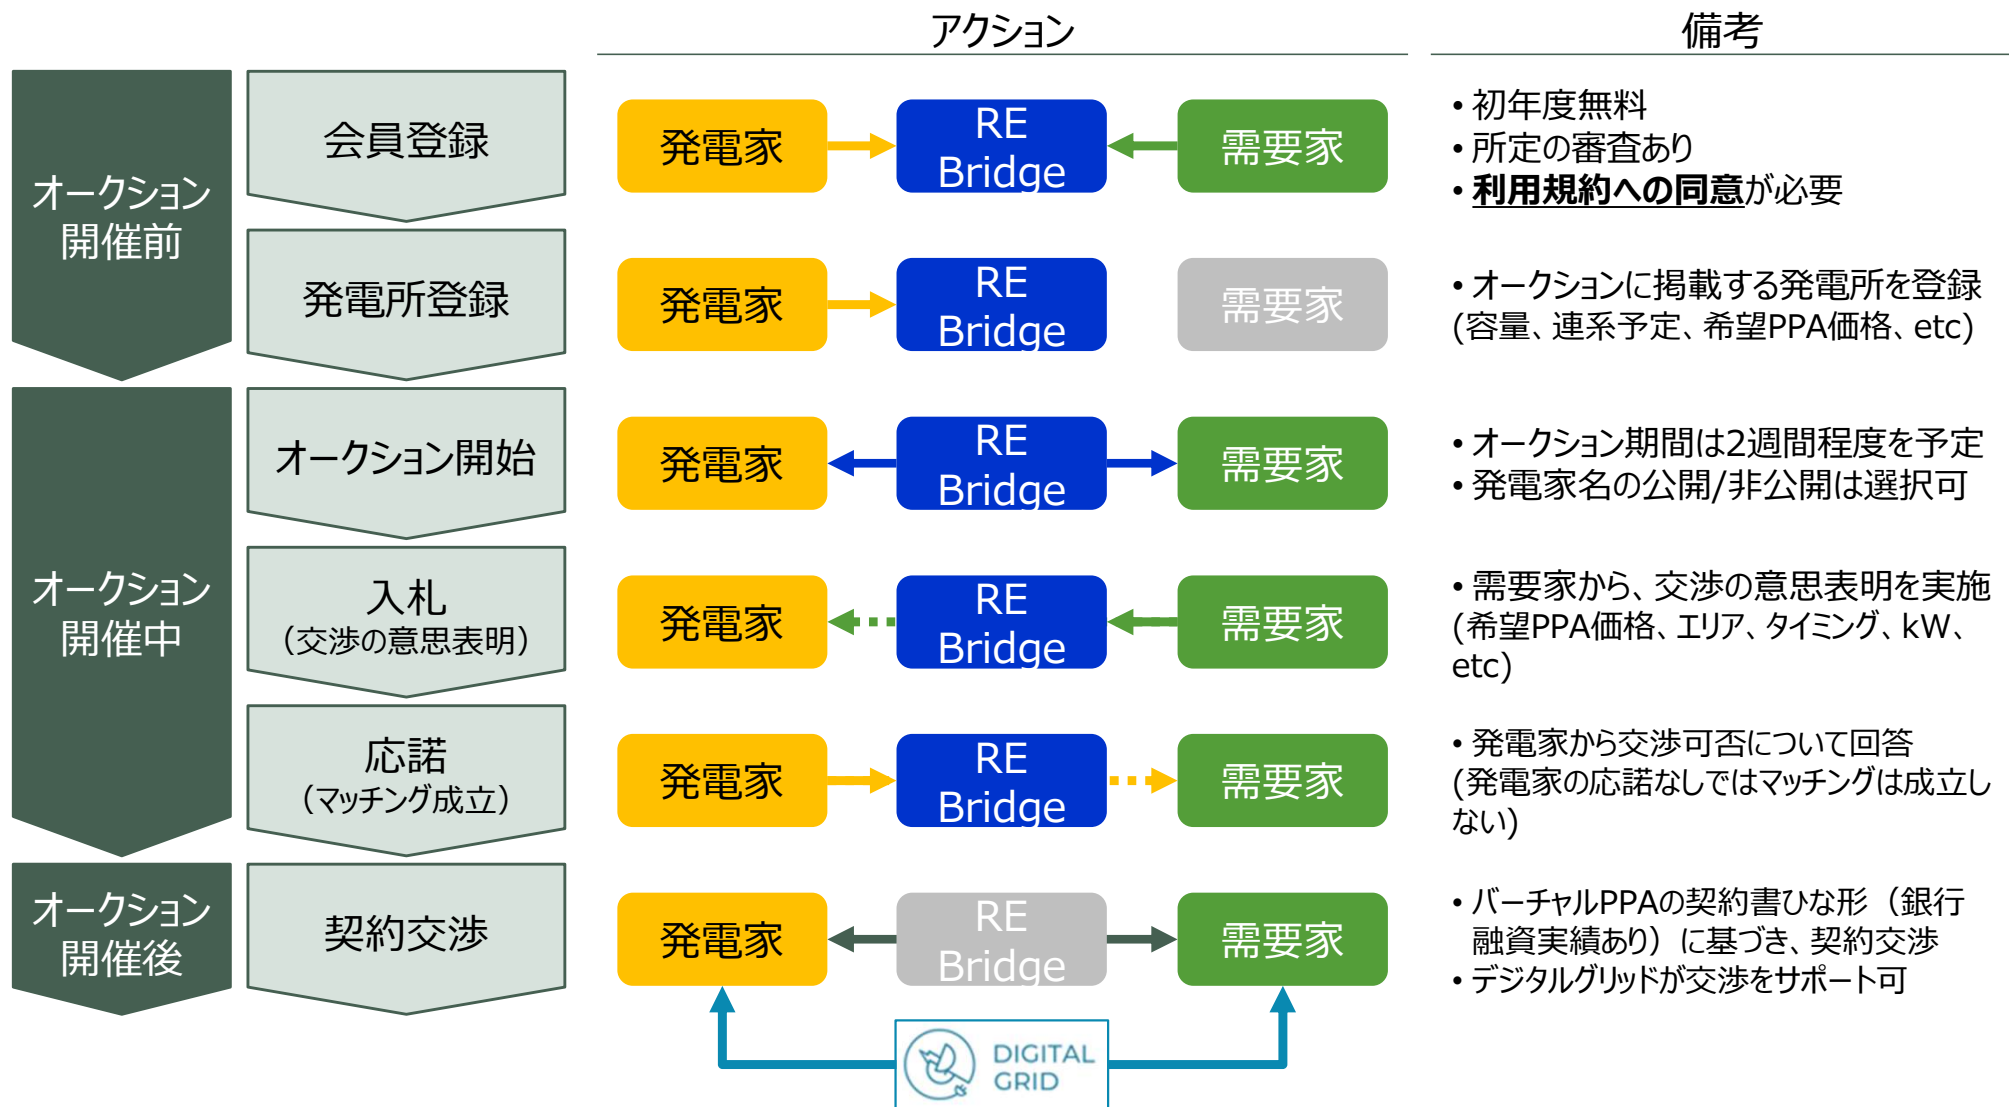 アクション
備考
オークション
開催前
会員登録
発電家
RE
Bridge
需要家
• 初年度無料
• 所定の審査あり
• 利用規約への同意が必要
発電所登録
発電家
RE
Bridge
需要家
• オークションに掲載する発電所を登録
(容量、連系予定、希望PPA価格、etc)
オークション
開催中
オークション開始
発電家
RE
Bridge
需要家
• オークション期間は2週間程度を予定
• 発電家名の公開/非公開は選択可
入札
（交渉の意思表明）
発電家
RE
Bridge
需要家
• 需要家から、交渉の意思表明を実施
(希望PPA価格、エリア、タイミング、kW、
etc)
応諾
（マッチング成立）
発電家
RE
Bridge
需要家
• 発電家から交渉可否について回答
(発電家の応諾なしではマッチングは成立し
ない)
オークション
開催後
契約交渉
発電家
RE
Bridge
需要家
• バーチャルPPAの契約書ひな形（銀行
融資実績あり）に基づき、契約交渉
• デジタルグリッドが交渉をサポート可
DIGITAL
GRID